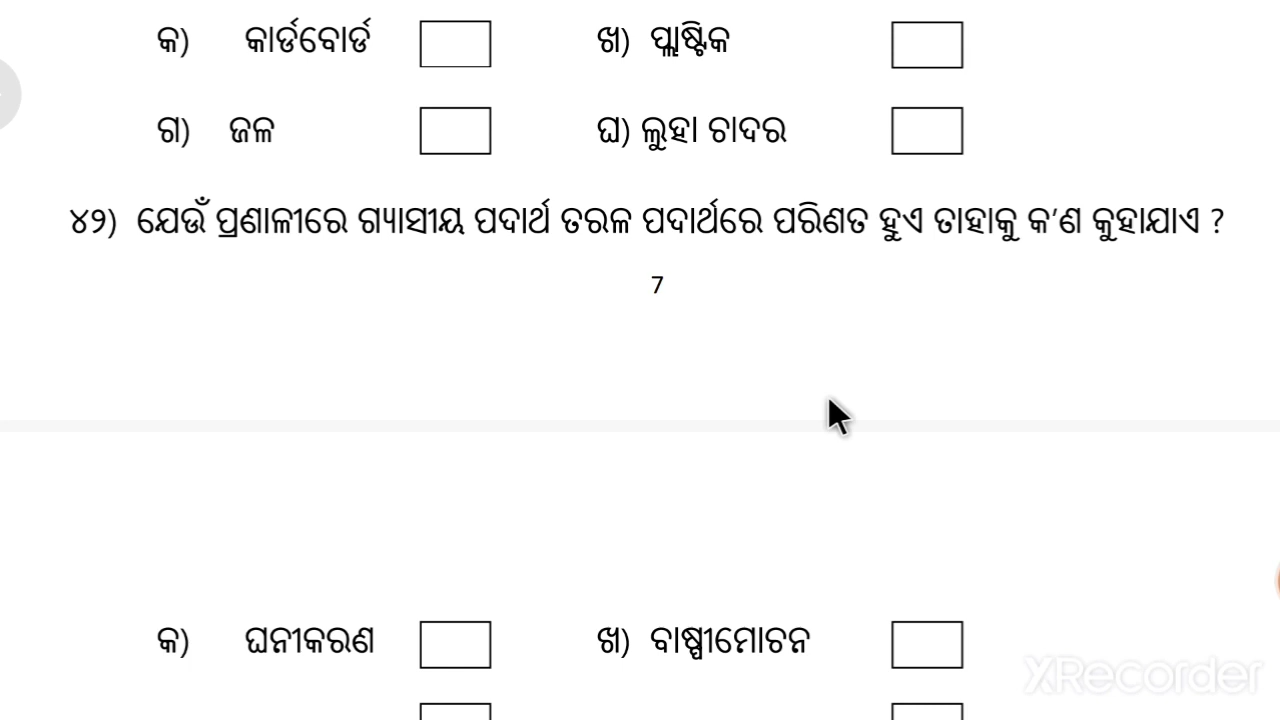 କ) କାର୍ଡବୋର୍ଡ ଖ) ପ୍ଲାଷ୍ଟିକ
ଗ) ଜଳ ଘ) ଲୁହା ଚାଦର
୪୨) ଯେଉଁ ପ୍ରଣାଳୀରେ ଗ୍ୟାସୀୟ ପଦାର୍ଥ ତରଳ ପଦାର୍ଥରେ ପରିଣତ ହୁଏ ତାହାକୁ କ'ଣ କୁହାଯାଏ ?
7
କ) ଘନୀକରଣ ଖ) ବାଷ୍ପୀମୋଚନ
XRecorder